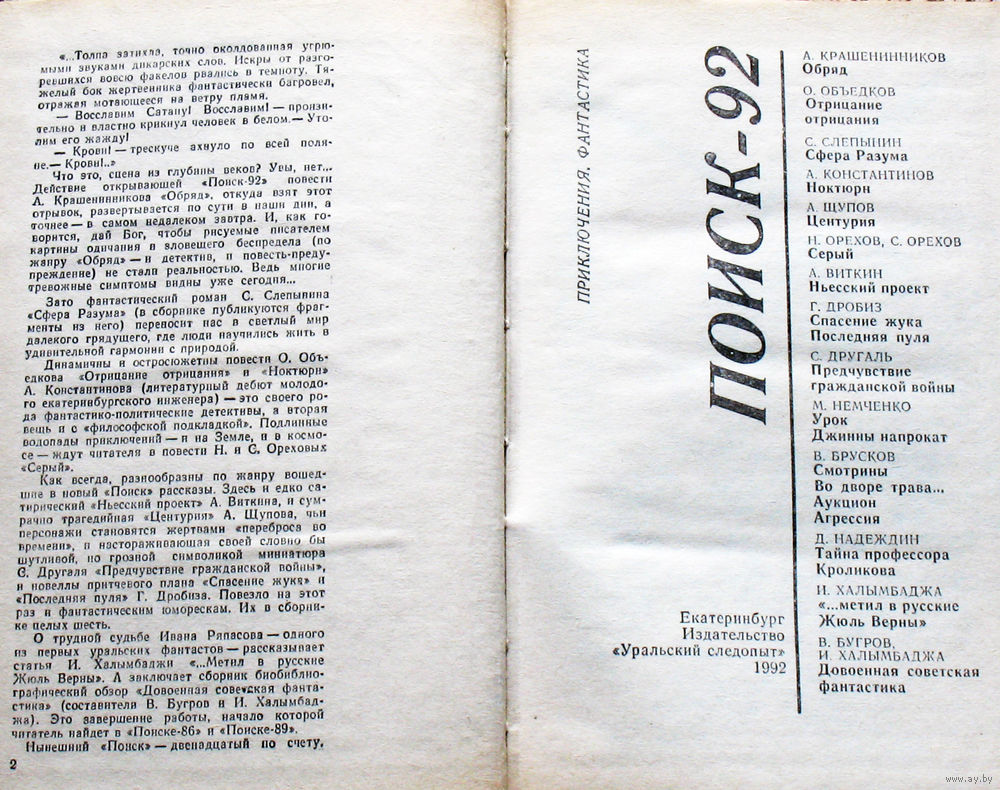 «...Толпа затихла, точно околдованная угрю-
мыми звуками дикарских слов. Искры от разго-
ревшихся вовсю факелов рвались в темноту. Тя-
желый бок жертвенника фантастически багровел,
отражая мотающееся на ветру пламя.
— Восславим Сатану! Восславим! — пронзи-
тельно и властно крикнул человек в белом.— Уто-
лим его жажду!
— Крови! — трескуче ахнуло по всей поля-
не.— Крови!..»
Что это, сцена из глубины веков? Увы, нет...
Действие открывающей «Поиск-92» повести
А. Крашенинникова «Обряд», откуда взят этот
отрывок, развертывается по сути в наши дни, а
точнее — в самом недалеком завтра. И, как го-
ворится, дай Бог, чтобы рисуемые писателем
картины одичания и зловещего беспредела (по
жанру «Обряд» — и детектив, и повесть-преду-
преждение) не стали реальностью. Ведь многие
тревожные симптомы видны уже сегодня...
Зато фантастический роман С. Слепынина
«Сфера Разума» (в сборнике публикуются фраг-
менты из него) переносит нас в светлый мир
далекого грядущего, где люди научились жить в
удивительной гармонии с природой.
Динамичны и остросюжетны повести О. Объ-
едкова «Отрицание отрицания» и «Ноктюрн»
А. Константинова (литературный дебют молодо-
го екатеринбургского инженера) — это своего ро-
да фантастико-политические детективы, а вторая
вещь и с «философской подкладкой». Подлинные
водопады приключений — и на Земле, и в космо-
се — ждут читателя в повести Н. и С. Ореховых
«Серый».
Как всегда, разнообразны по жанру вошед-
шие в новый «Поиск» рассказы. Здесь и едко са-
тирический «Ньесский проект» А. Виткина, и сум-
рачно трагедийная «Центурия» А. Щупова, чьи
персонажи становятся жертвами «переброса во
времени», и настораживающая своей словно бы
шутливой, но грозной символикой миниатюра
С. Другаля «Предчувствие гражданской войны»,
и новеллы притчевого плана «Спасение жука» и
«Последняя пуля» Г. Дробиза. Повезло на этот
раз и фантастическим юморескам. Их в сборни-
ке целых шесть.
О трудной судьбе Ивана Ряпасова — одного
из первых уральских фантастов — рассказывает
статья И. Халымбаджи «...Метил в русские
Жюль Верны». А заключает сборник биобиблио-
графический обзор «Довоенная советская фанта-
стика» (составители В. Бугров и И. Халымбад-
жа). Это завершение работы, начало которой
читатель найдет в «Поиске-86» и «Поиске-89».
Нынешний «Поиск» — двенадцатый по счету.
2
ПРИКЛЮЧЕНИЯ. ФАНТАСТИКА
ПОИСК-92
Екатеринбург
Издательство
«Уральский следопыт»
1992
А. КРАШЕНИННИКОВ
Обряд
О. ОБЪЕДКОВ
Отрицание
отрицания
С. СЛЕПЫНИН
Сфера Разума
А. КОНСТАНТИНОВ
Ноктюрн
А. ЩУПОВ
Центурия
Н. ОРЕХОВ, С. ОРЕХОВ
Серый
А. ВИТКИН
Ньесский проект
Г. ДРОБИЗ
Спасение жука
Последняя пуля
С. ДРУГАЛЬ
Предчувствие
гражданской войны
М. НЕМЧЕНКО
Урок
Джинны напрокат
В. БРУСКОВ
Смотрины
Во дворе трава...
Аукцион
Агрессия
Д. НАДЕЖДИН
Тайна профессора
Кроликова
И. ХАЛЫМБАДЖА
«...метил в русские
Жюль Верны»
В. БУГРОВ,
И. ХАЛЫМБАДЖА
Довоенная советская
фантастика
www.ay.by